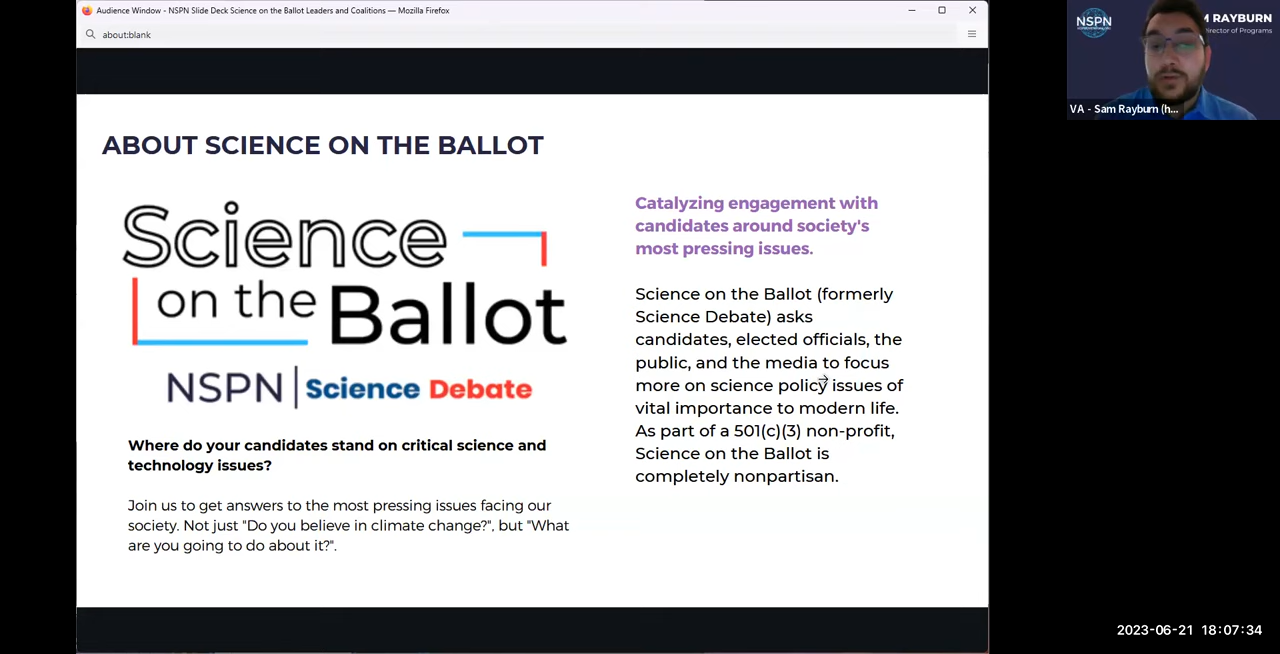 Audience Window - NSPN Slide Deck Science on the Ballot Leaders and Coalitions — Mozilla Firefox
about:blank
ABOUT SCIENCE ON THE BALLOT
Science
on the Ballot
NSPN | Science Debate
Where do your candidates stand on critical science and
technology issues?
Join us to get answers to the most pressing issues facing our
society. Not just "Do you believe in climate change?", but "What
are you going to do about it?".
Catalyzing engagement with
candidates around society's
most pressing issues.
Science on the Ballot (formerly
Science Debate) asks
candidates, elected officials, the
public, and the media to focus
more on science policy issues of
vital importance to modern life.
As part of a 501(c)(3) non-profit,
Science on the Ballot is
completely nonpartisan.
NSPN
M RAYBURN
irector of Programs
VA - Sam Rayburn (h...
2023-06-21 18:07:34